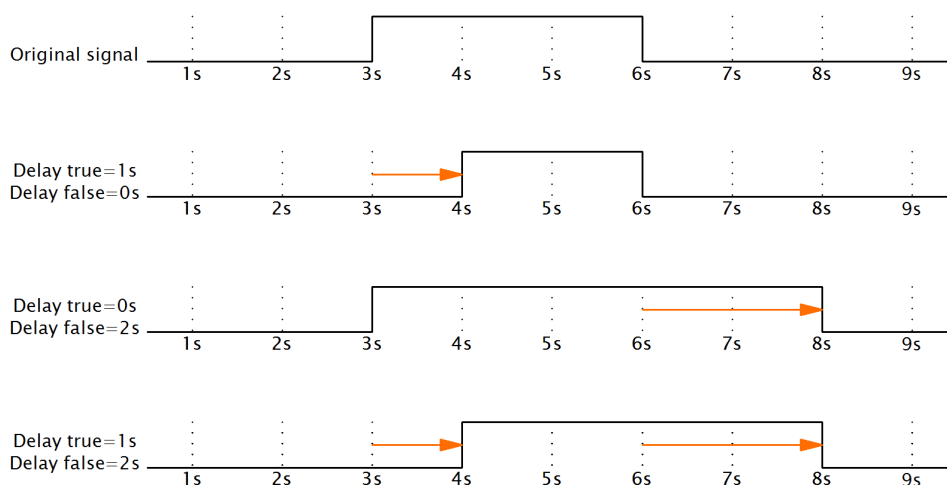 Original signal
1s 2s 3s 4s 5s 6s 7s 8s 9s
Delay true=1s
Delay false=0s
1s 2s 3s 4s 5s 6s 7s 8s 9s
Delay true=0s
Delay false=2s
1s 2s 3s 4s 5s 6s 7s 8s 9s
Delay true=1s
Delay false=2s
1s 2s 3s 4s 5s 6s 7s 8s 9s